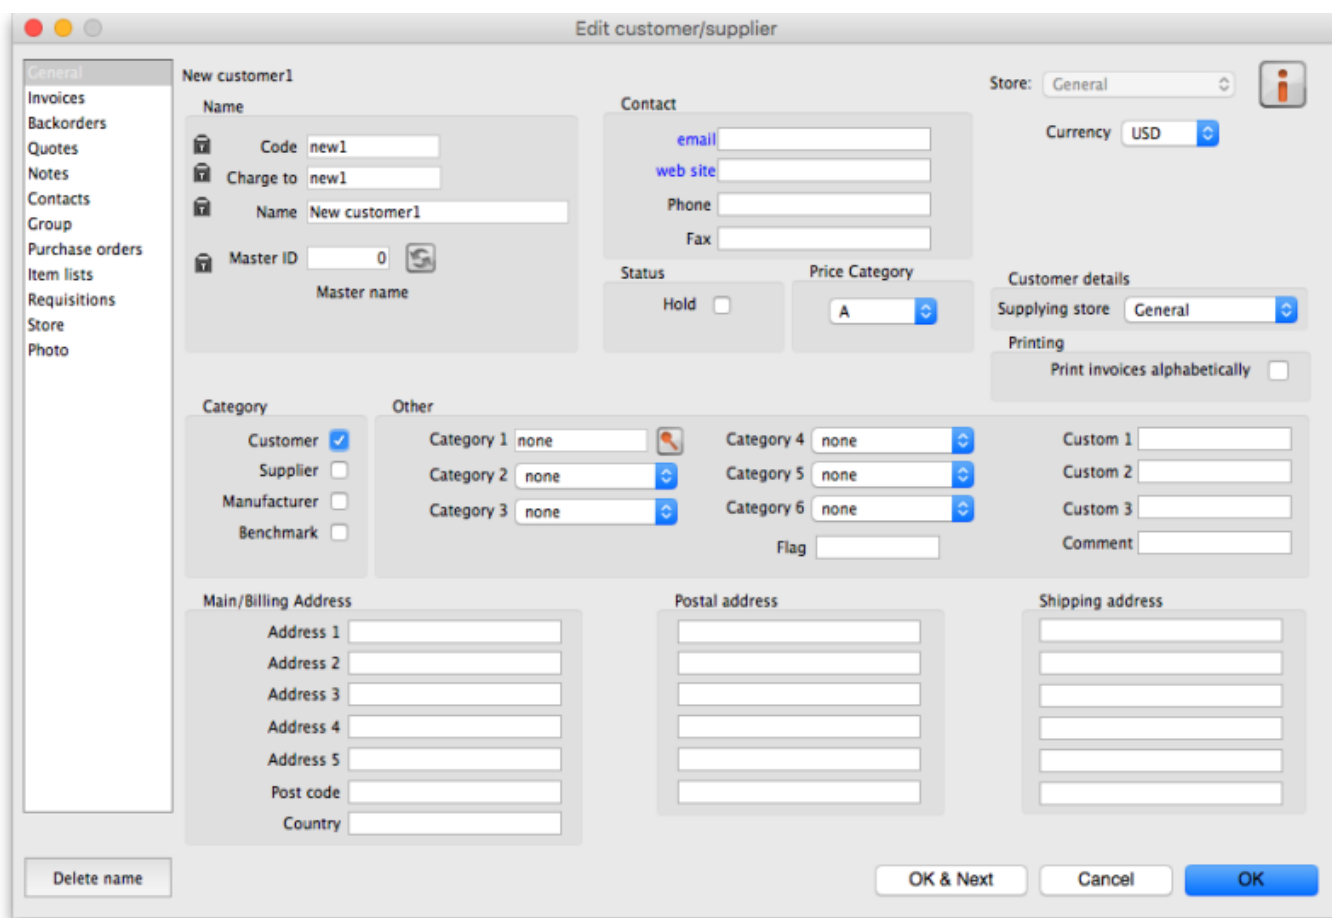 Edit customer/supplier
General
Invoices
Backorders
Quotes
Notes
Contacts
Group
Purchase orders
Item lists
Requisitions
Store
Photo
New customer1
Store: General
Currency USD
Name
Code new1
Charge to new1
Name New customer1
Master ID 0
Master name
Contact
email
web site
Phone
Fax
Status
Hold
Price Category
A
Customer details
Supplying store General
Printing
Print invoices alphabetically
Category
Customer
Supplier
Manufacturer
Benchmark
Other
Category 1 none
Category 2 none
Category 3 none
Category 4 none
Category 5 none
Category 6 none
Flag
Custom 1
Custom 2
Custom 3
Comment
Main/Billing Address
Address 1
Address 2
Address 3
Address 4
Address 5
Post code
Country
Postal address
Shipping address
Delete name
OK & Next
Cancel
OK